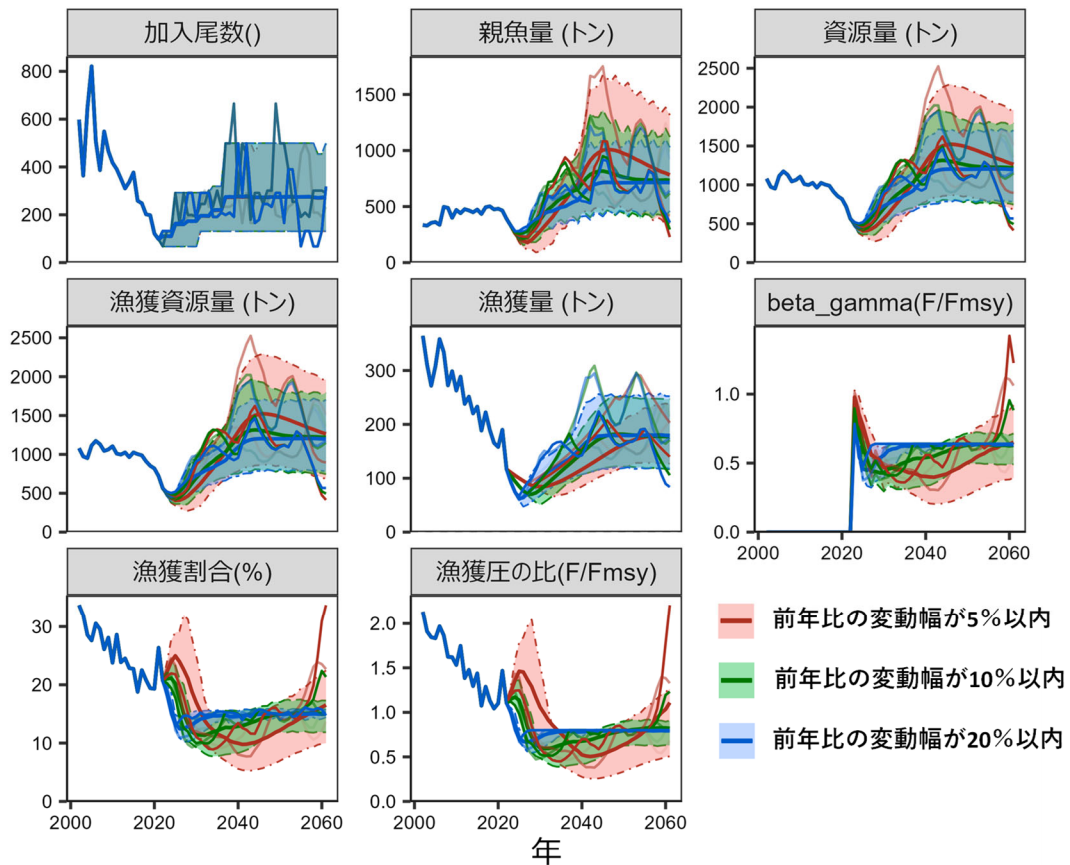 加入尾数()
親魚量 (トン)
資源量 (トン)
800
600
400
200
0
1500
1000
500
0
2500
2000
1500
1000
500
0
漁獲資源量 (トン)
漁獲量 (トン)
beta_gamma(F/Fmsy)
2500
2000
1500
1000
500
0
300
200
100
0
1.0
0.5
0.0
2000 2020 2040 2060
漁獲割合(%)
漁獲圧の比(F/Fmsy)
30
20
10
0
2000 2020 2040 2060
2.0
1.5
1.0
0.5
0.0
2000 2020 2040 2060
前年比の変動幅が5%以内
前年比の変動幅が10%以内
前年比の変動幅が20%以内
年